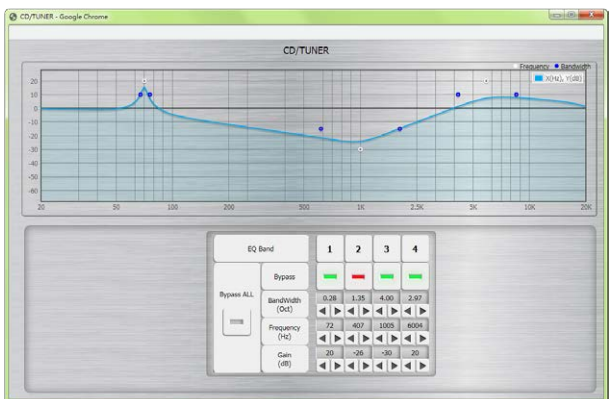 CD/TUNER - Google Chrome
CD/TUNER
Frequency Bandwidth
X(Hz), Y(dB)
20
10
0
-10
-20
-30
-40
-50
-60
20 50 100 200 500 1K 2.5K 5K 10K 20K
EQ Band 1 2 3 4
Bypass ALL
Bypass
BandWidth (Oct) 0.28 1.35 4.00 2.97
Frequency (Hz) 72 407 1005 6004
Gain (dB) 20 -26 -30 20